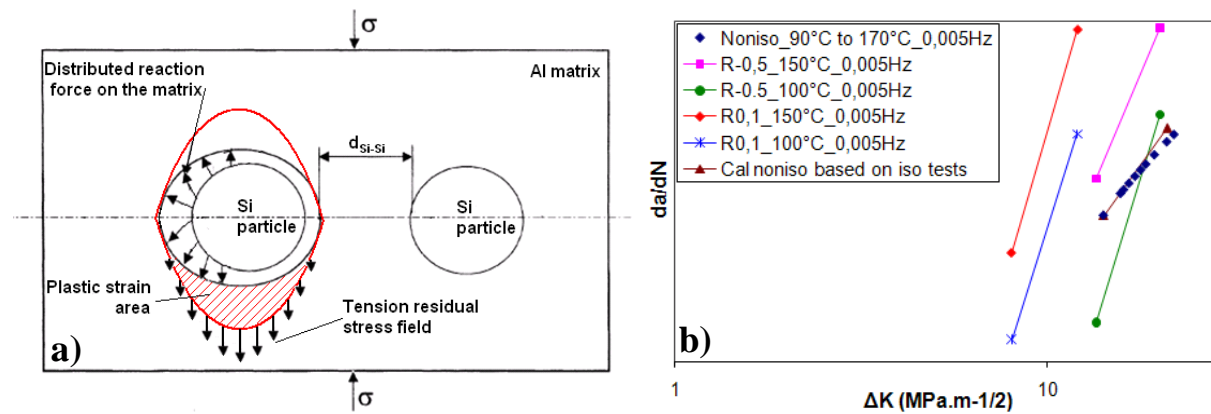 σ
Distributed reaction
force on the matrix
Al matrix
d_Si-Si
Si
particle
Si
particle
Plastic strain
area
Tension residual
stress field
a)
σ
Noniso_90°C to 170°C_0,005Hz
R-0,5_150°C_0,005Hz
R-0.5_100°C_0,005Hz
R0,1_150°C_0,005Hz
R0,1_100°C_0,005Hz
Cal noniso based on iso tests
da/dN
b)
1
10
ΔK (MPa.m-1/2)